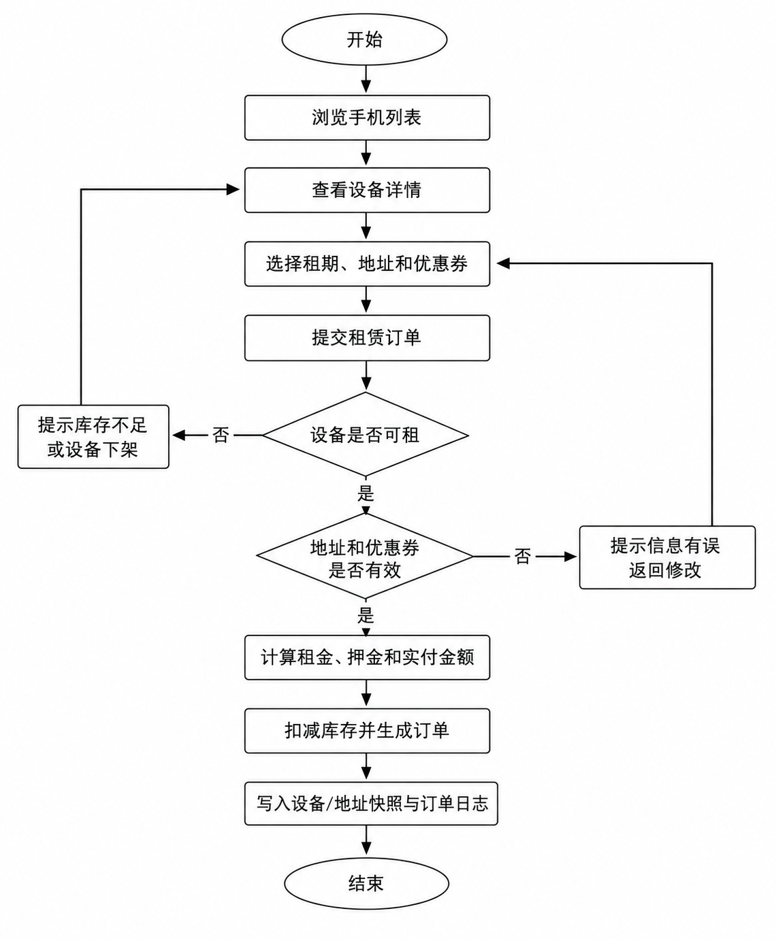 开始
浏览手机列表
查看设备详情
选择租期、地址和优惠券
提交租赁订单
设备是否可租
否
提示库存不足
或设备下架
是
地址和优惠券
是否有效
否
提示信息有误
返回修改
是
计算租金、押金和实付金额
扣减库存并生成订单
写入设备/地址快照与订单日志
结束